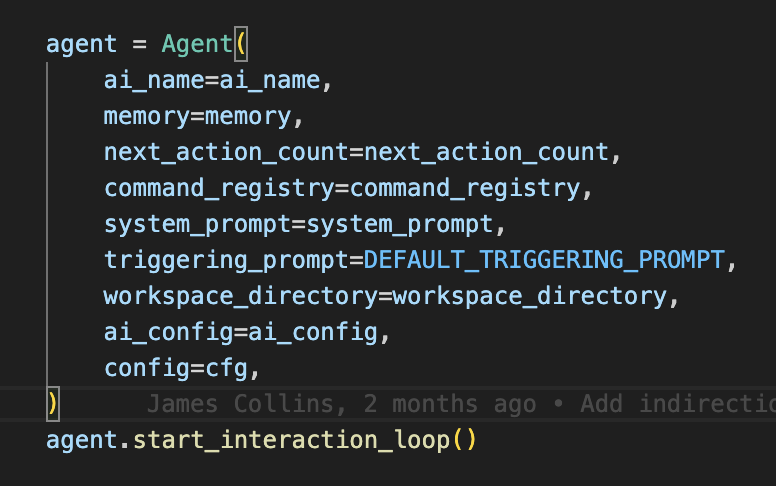 agent = Agent(
    ai_name=ai_name,
    memory=memory,
    next_action_count=next_action_count,
    command_registry=command_registry,
    system_prompt=system_prompt,
    triggering_prompt=DEFAULT_TRIGGERING_PROMPT,
    workspace_directory=workspace_directory,
    ai_config=ai_config,
    config=cfg,
)    James Collins, 2 months ago • Add
agent.start_interaction_loop()